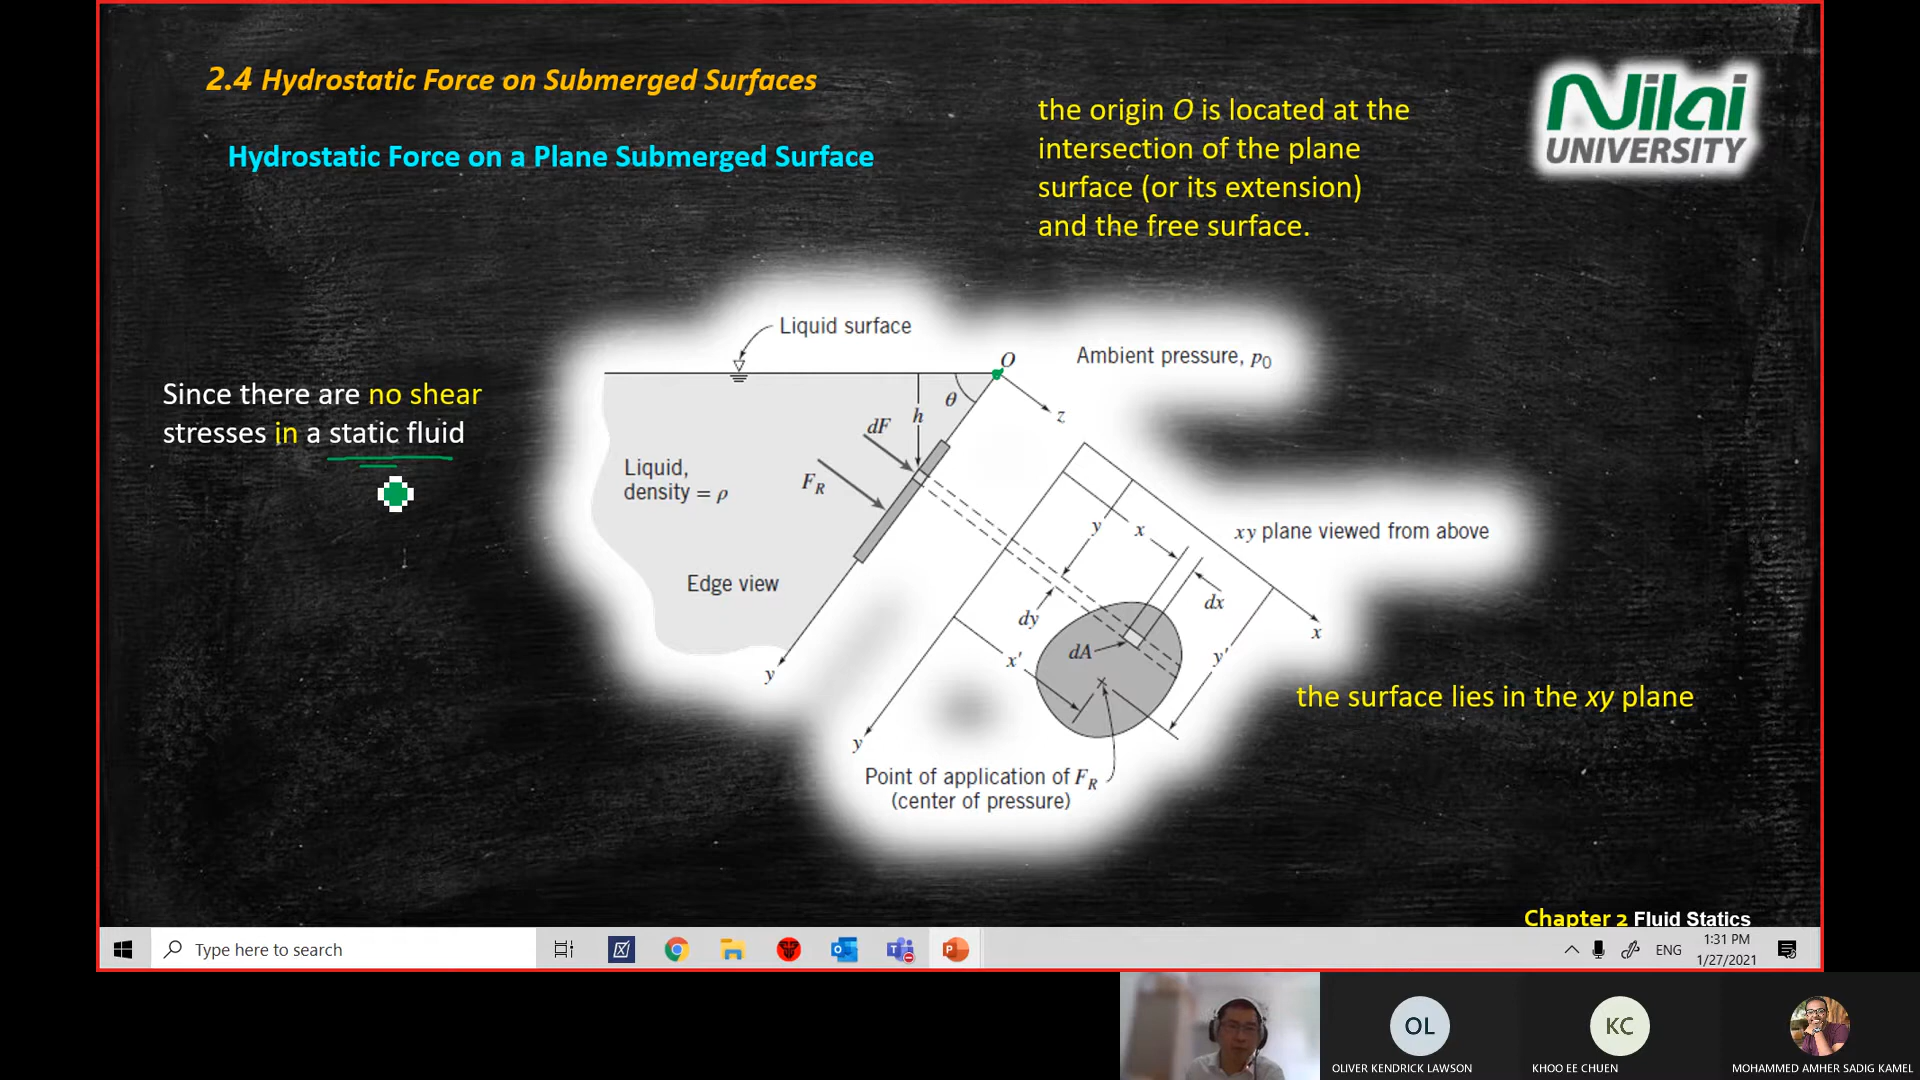 2.4 Hydrostatic Force on Submerged Surfaces
Hydrostatic Force on a Plane Submerged Surface
the origin O is located at the
intersection of the plane
surface (or its extension)
and the free surface.
Nilai
UNIVERSITY
Since there are no shear
stresses in a static fluid
Liquid surface
O
Ambient pressure, p0
θ
h
z
dF
FR
Liquid,
density = ρ
Edge view
y
y
x
xy plane viewed from above
dx
dy
x
dA
x'
y'
y
Point of application of FR
(center of pressure)
the surface lies in the xy plane
Chapter 2 Fluid Statics
Type here to search
ENG
1:31 PM
1/27/2021
OL
KC
OLIVER KENDRICK LAWSON
KHOO EE CHUEN
MOHAMMED AMHER SADIG KAMEL